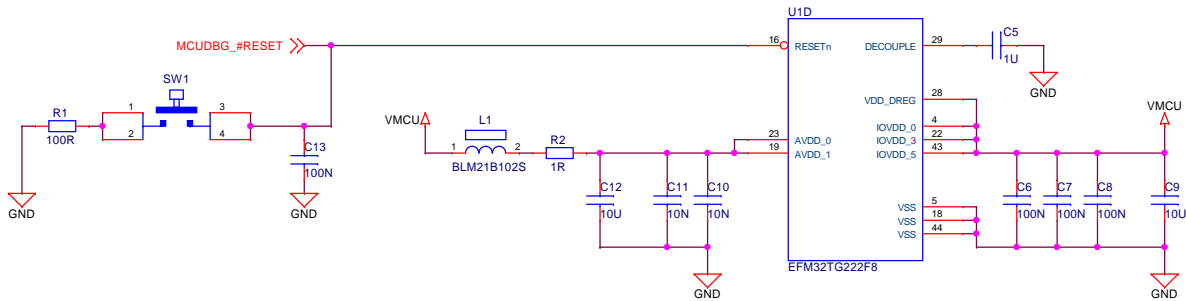 U1D
MCUDBG_#RESET
16
RESETn
DECOUPLE
29
C5
1U
GND
SW1
R1
100R
1
2
3
4
C13
100N
GND
GND
VMCU
L1
1
2
BLM21B102S
R2
1R
23
19
AVDD_0
AVDD_1
VDD_DREG
28
IOVDD_0
4
IOVDD_3
22
IOVDD_5
43
VMCU
C12
10U
C11
10N
C10
10N
GND
VSS
5
VSS
18
VSS
44
C6
100N
C7
100N
C8
100N
C9
10U
GND
EFM32TG222F8